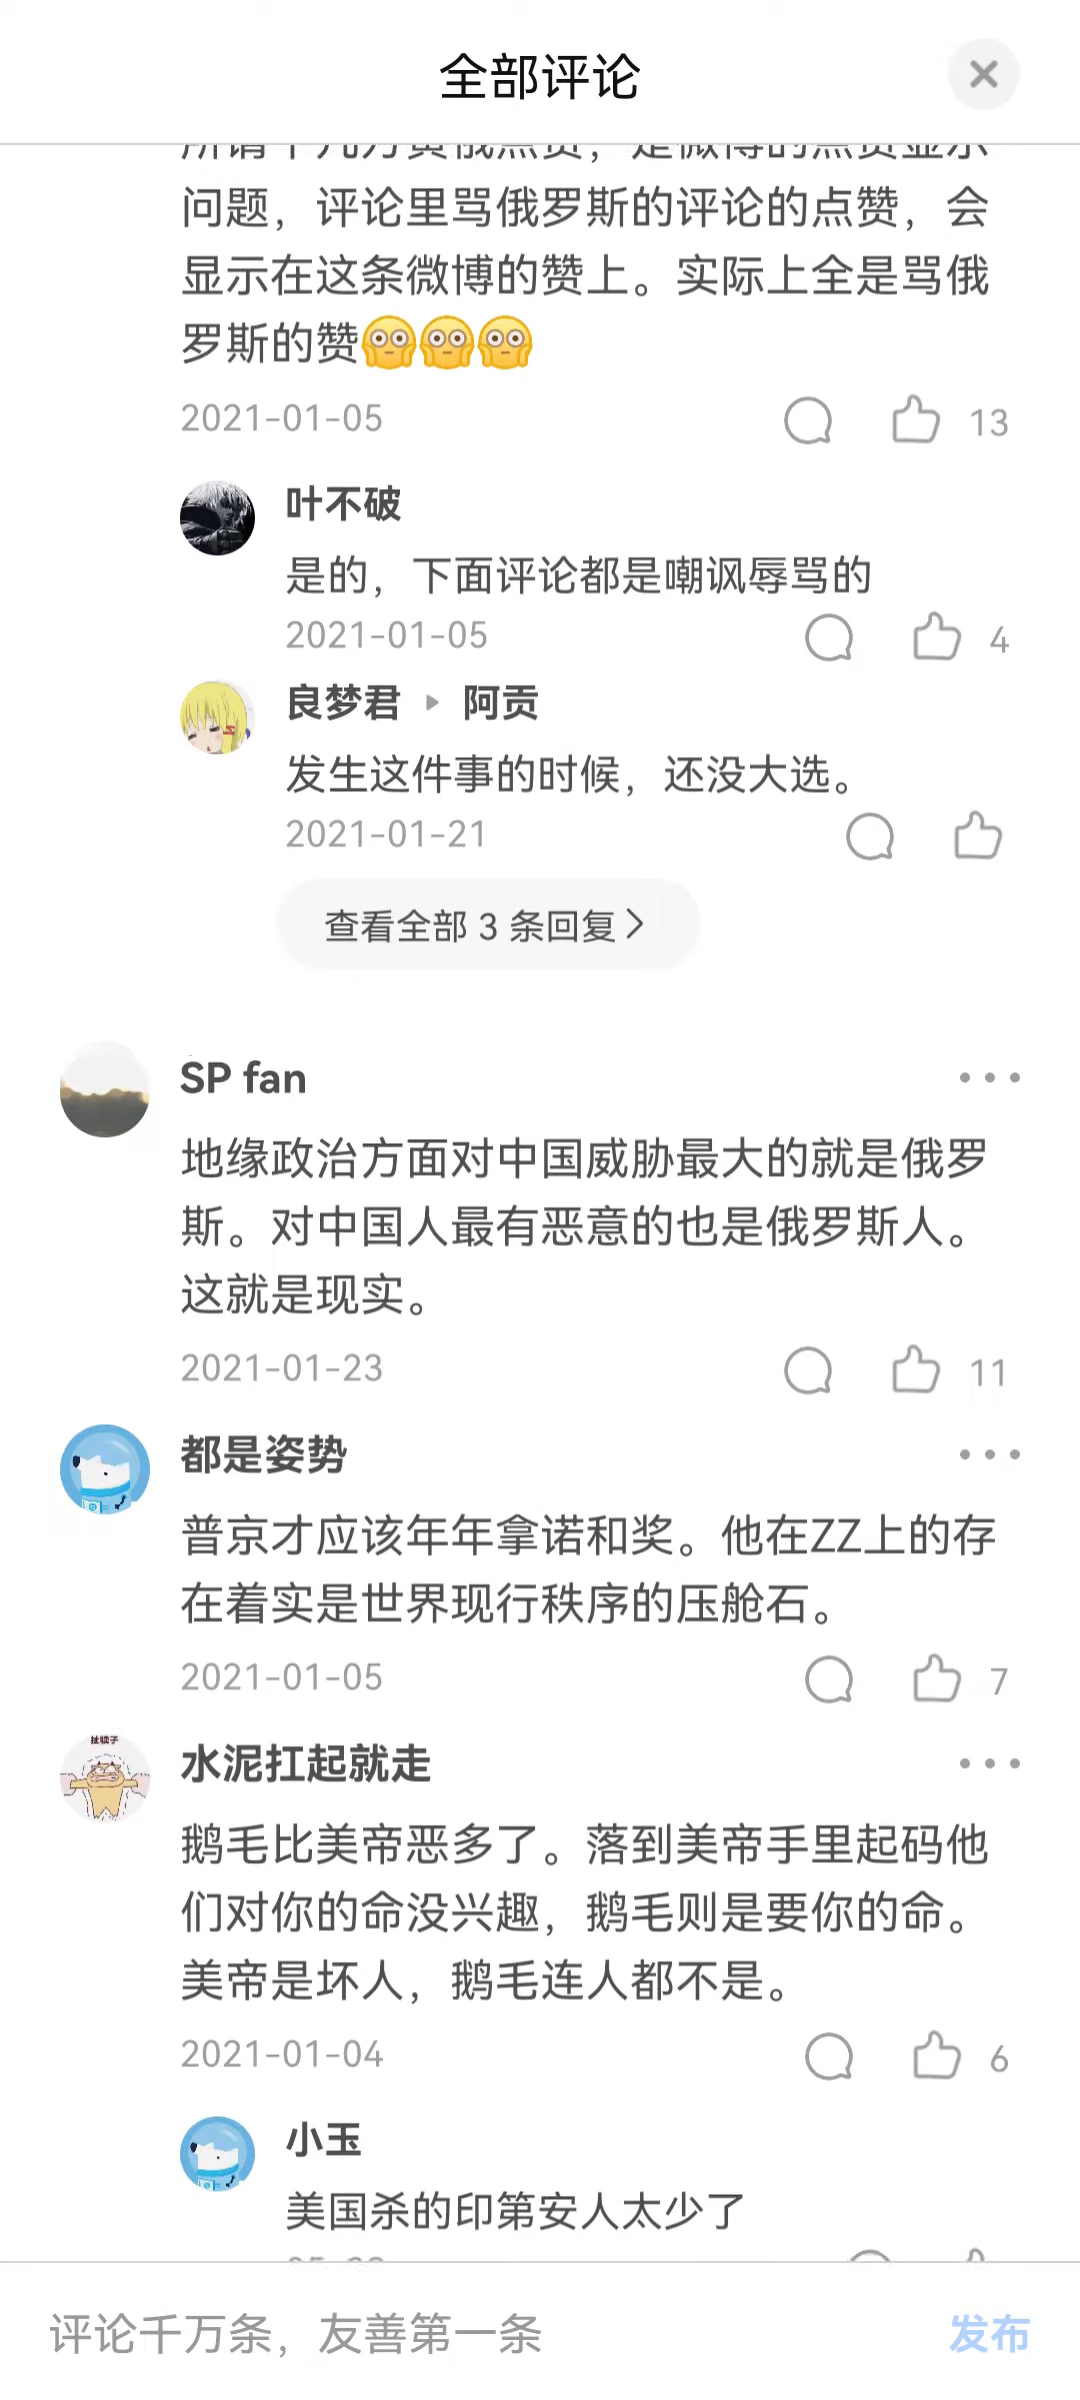 全部评论
问题，评论里骂俄罗斯的评论的点赞，会
显示在这条微博的赞上。实际上全是骂俄
罗斯的赞
2021-01-05
13
叶不破
是的，下面评论都是嘲讽辱骂的
2021-01-05
4
良梦君 ▸ 阿贡
发生这件事的时候，还没大选。
2021-01-21
查看全部 3 条回复 >
SP fan
地缘政治方面对中国威胁最大的就是俄罗
斯。对中国人最有恶意的也是俄罗斯人。
这就是现实。
2021-01-23
11
都是姿势
普京才应该年年拿诺和奖。他在ZZ上的存
在着实是世界现行秩序的压舱石。
2021-01-05
7
扯犊子
水泥扛起就走
鹅毛比美帝恶多了。落到美帝手里起码他
们对你的命没兴趣，鹅毛则是要你的命。
美帝是坏人，鹅毛连人都不是。
2021-01-04
6
小玉
美国杀的印第安人太少了
评论千万条，友善第一条
发布